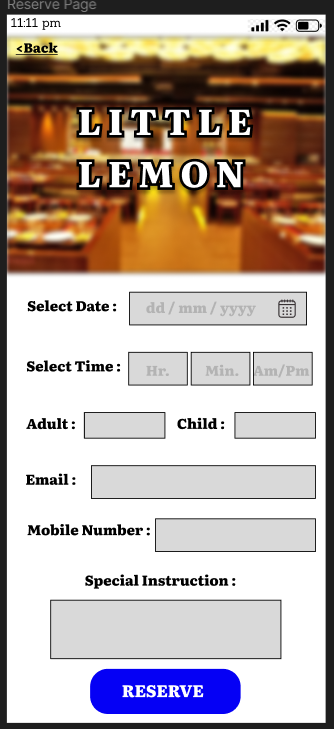 Reserve Page
11:11 pm
<Back
LITTLE
LEMON
Select Date : dd / mm / yyyy
Select Time : Hr. Min. Am/Pm
Adult : Child :
Email :
Mobile Number :
Special Instruction :
RESERVE